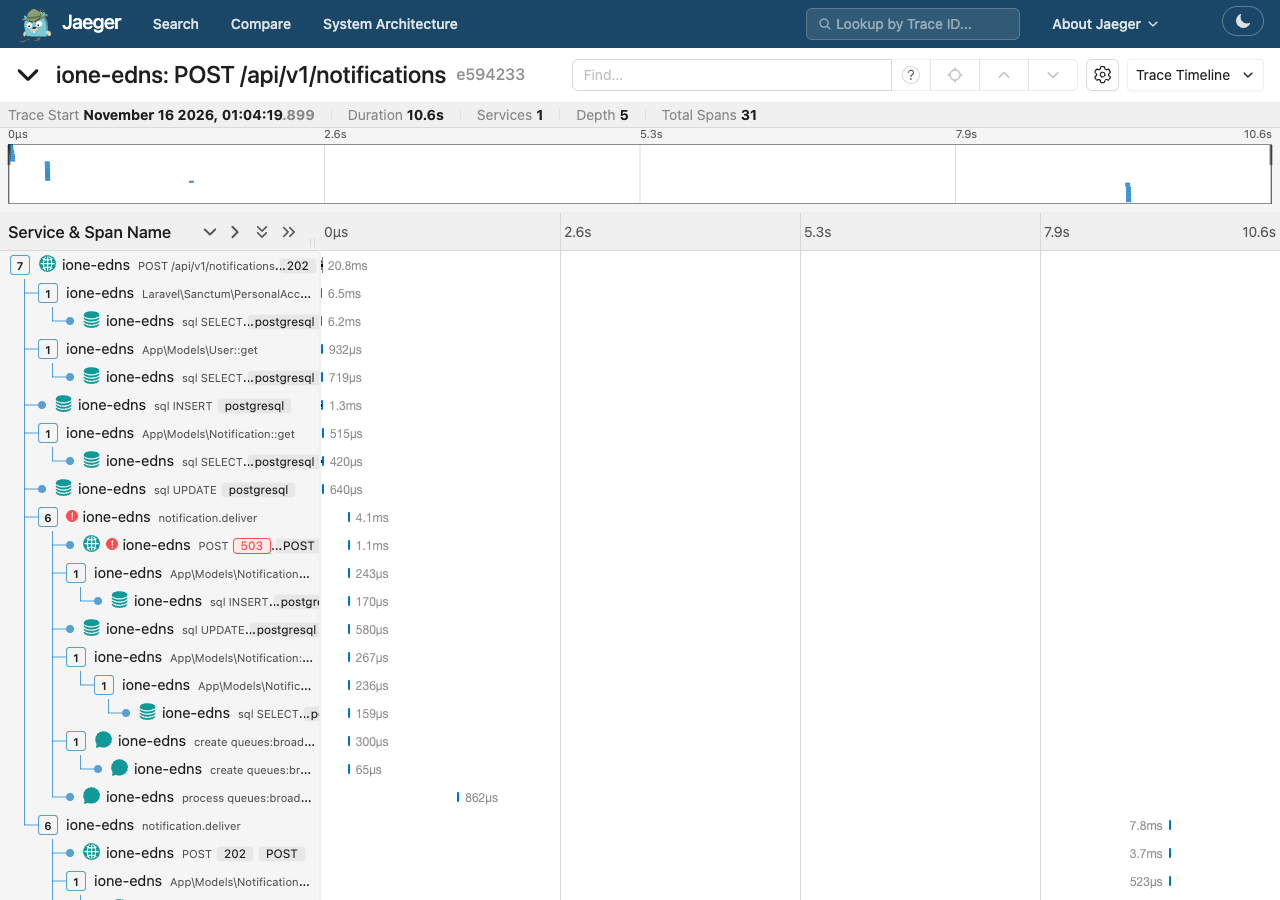 Jaeger Search Compare System Architecture Lookup by Trace ID... About Jaeger
ione-edns: POST /api/v1/notifications e594233 Find... ? Trace Timeline
Trace Start November 16 2026, 01:04:19.899 Duration 10.6s Services 1 Depth 5 Total Spans 31
0μs 2.6s 5.3s 7.9s 10.6s
Service & Span Name 0μs 2.6s 5.3s 7.9s 10.6s
7 ione-edns POST /api/v1/notifications...202 20.8ms
1 ione-edns Laravel\Sanctum\PersonalAcc... 6.5ms
ione-edns sql SELECT...postgresql 6.2ms
1 ione-edns App\Models\User::get 932μs
ione-edns sql SELECT...postgresql 719μs
ione-edns sql INSERT postgresql 1.3ms
1 ione-edns App\Models\Notification::get 515μs
ione-edns sql SELECT...postgresql 420μs
ione-edns sql UPDATE postgresql 640μs
6 ione-edns notification.deliver 4.1ms
ione-edns POST 503...POST 1.1ms
1 ione-edns App\Models\Notification... 243μs
ione-edns sql INSERT...postgre 170μs
ione-edns sql UPDATE...postgresql 580μs
1 ione-edns App\Models\Notification:... 267μs
1 ione-edns App\Models\Notific... 236μs
ione-edns sql SELECT...p 159μs
1 ione-edns create queues:broad... 300μs
ione-edns create queues:br... 65μs
ione-edns process queues:broad... 862μs
6 ione-edns notification.deliver 7.8ms
ione-edns POST 202 POST 3.7ms
1 ione-edns App\Models\Notification... 523μs